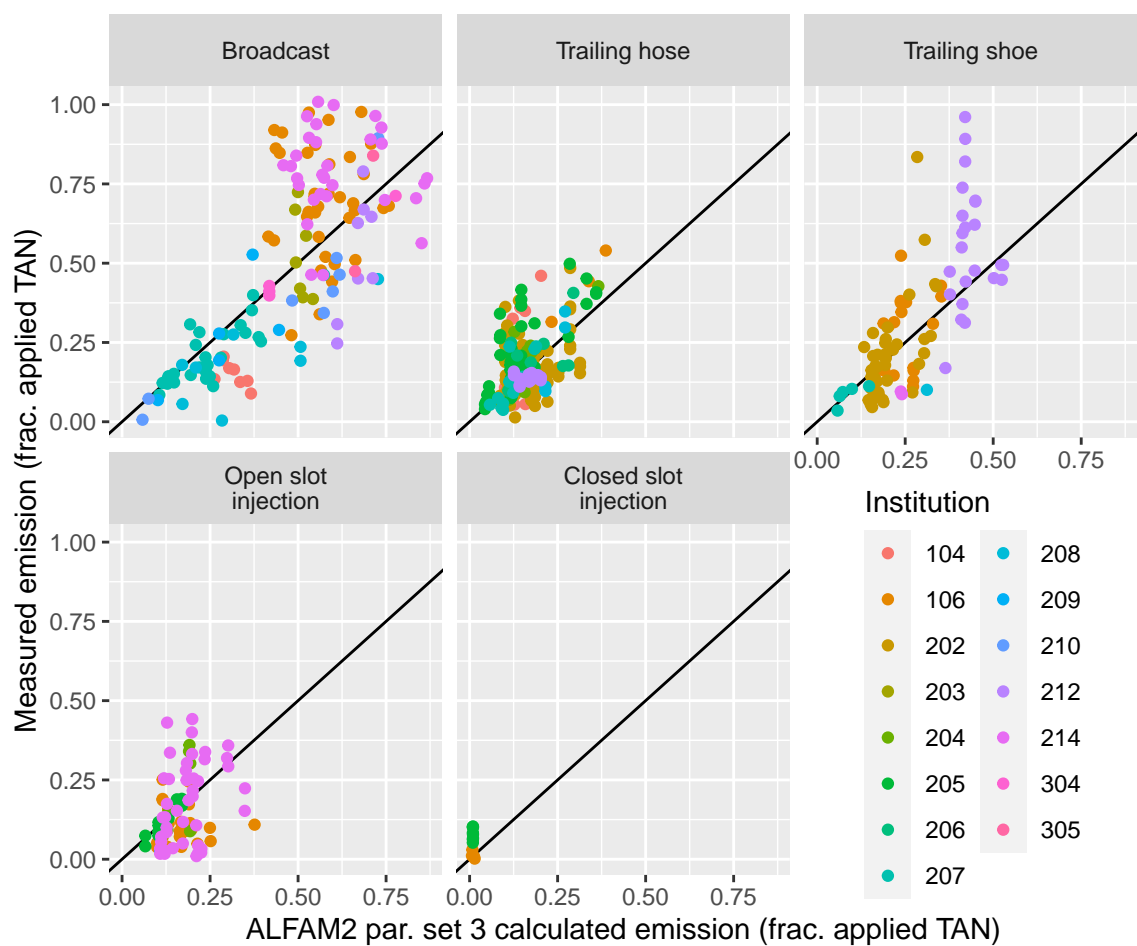 Broadcast
Trailing hose
Trailing shoe
1.00
0.75
0.50
0.25
0.00
0.00 0.25 0.50 0.75
Open slot
injection
Closed slot
injection
1.00
0.75
0.50
0.25
0.00
0.00 0.25 0.50 0.75
0.00 0.25 0.50 0.75
Measured emission (frac. applied TAN)
ALFAM2 par. set 3 calculated emission (frac. applied TAN)
Institution
104
106
202
203
204
205
206
207
208
209
210
212
214
304
305